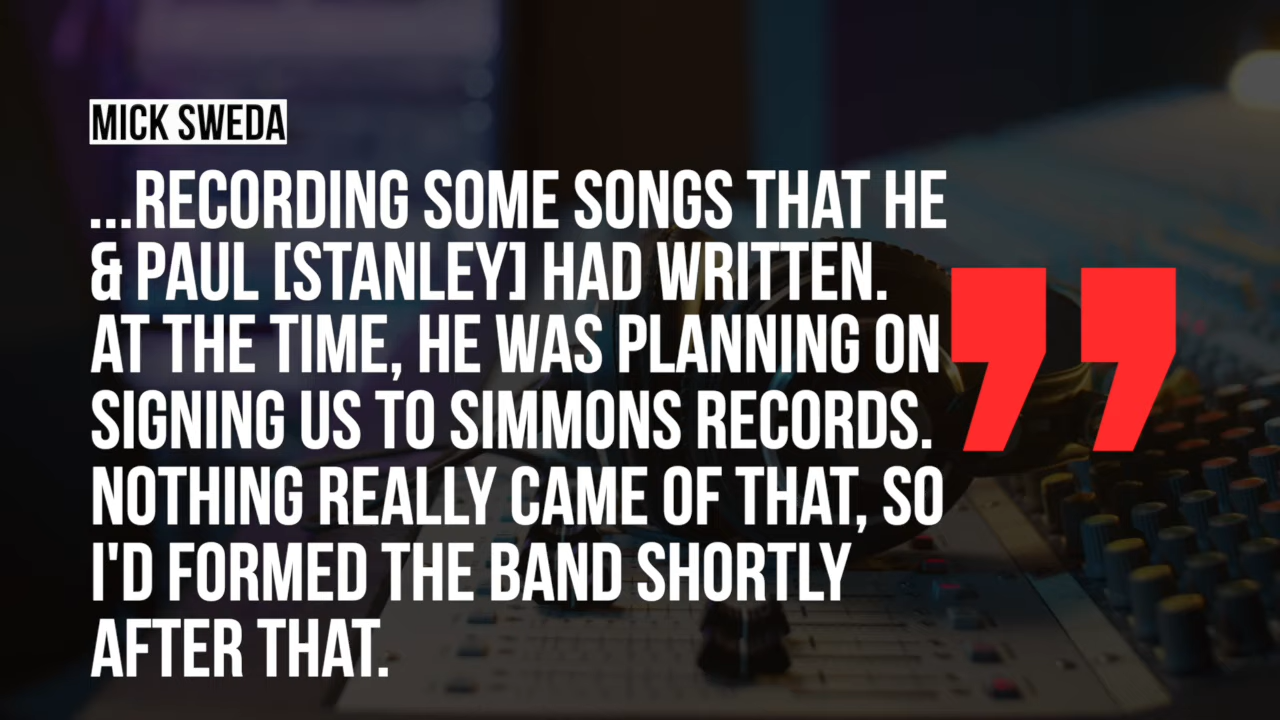 MICK SWEDA
...RECORDING SOME SONGS THAT HE
& PAUL [STANLEY] HAD WRITTEN.
AT THE TIME, HE WAS PLANNING ON
SIGNING US TO SIMMONS RECORDS.
NOTHING REALLY CAME OF THAT, SO
I'D FORMED THE BAND SHORTLY
AFTER THAT.
”